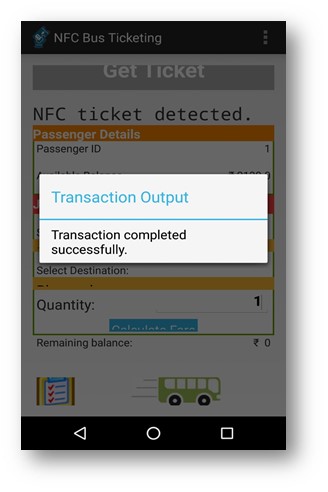 NFC Bus Ticketing
Get Ticket
NFC ticket detected.
Passenger Details
Passenger ID 1
Available Balance
Transaction Output
Transaction completed
successfully.
Select Destination:
Quantity: 1
Calculate Fare
Remaining balance: ₹ 0